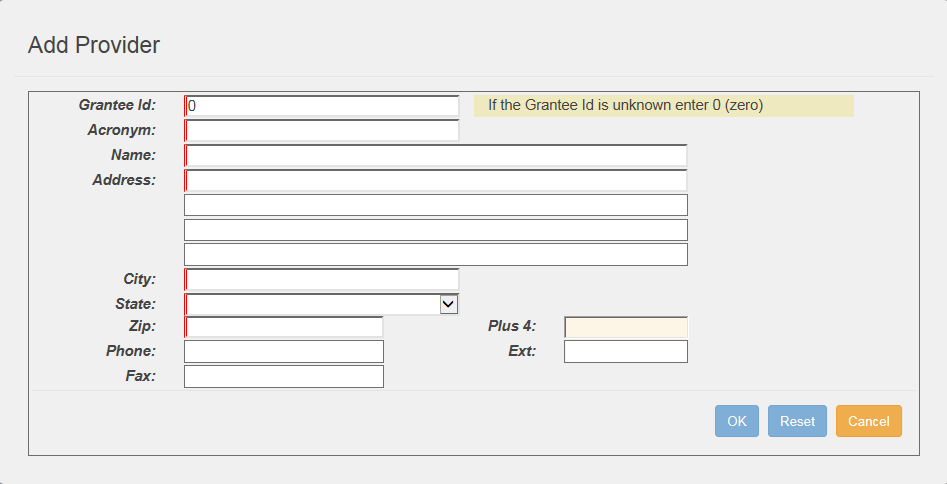 Add Provider
Grantee Id: 0 If the Grantee Id is unknown enter 0 (zero)
Acronym:
Name:
Address:
City:
State:
Zip: Plus 4:
Phone: Ext:
Fax:
OK Reset Cancel